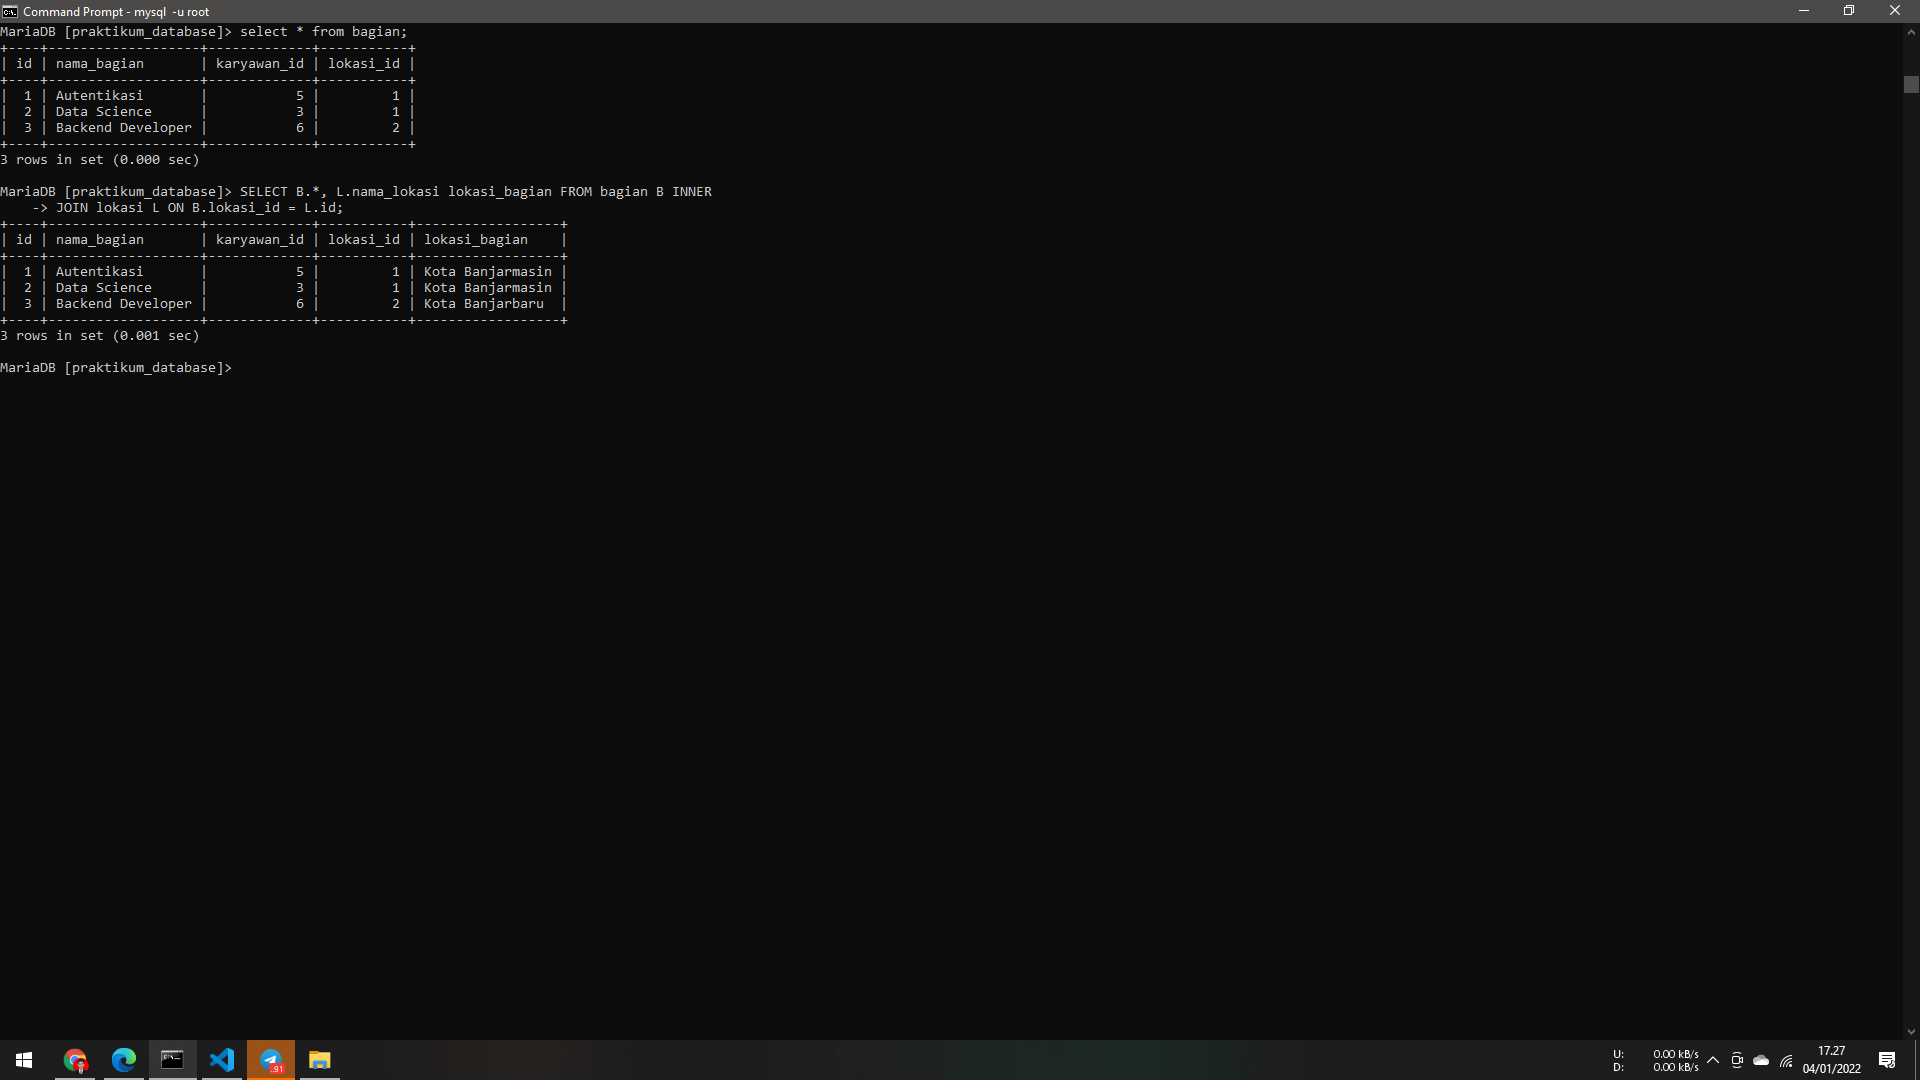 Command Prompt - mysql  -u root
MariaDB [praktikum_database]> select * from bagian;
+----+-------------------+-------------+-----------+
| id | nama_bagian       | karyawan_id | lokasi_id |
+----+-------------------+-------------+-----------+
|  1 | Autentikasi       |           5 |         1 |
|  2 | Data Science      |           3 |         1 |
|  3 | Backend Developer |           6 |         2 |
+----+-------------------+-------------+-----------+
3 rows in set (0.000 sec)
MariaDB [praktikum_database]> SELECT B.*, L.nama_lokasi lokasi_bagian FROM bagian B INNER
    -> JOIN lokasi L ON B.lokasi_id = L.id;
+----+-------------------+-------------+-----------+------------------+
| id | nama_bagian       | karyawan_id | lokasi_id | lokasi_bagian    |
+----+-------------------+-------------+-----------+------------------+
|  1 | Autentikasi       |           5 |         1 | Kota Banjarmasin |
|  2 | Data Science      |           3 |         1 | Kota Banjarmasin |
|  3 | Backend Developer |           6 |         2 | Kota Banjarbaru  |
+----+-------------------+-------------+-----------+------------------+
3 rows in set (0.001 sec)
MariaDB [praktikum_database]>
U: 0.00 kB/s
D: 0.00 kB/s
17.27
04/01/2022